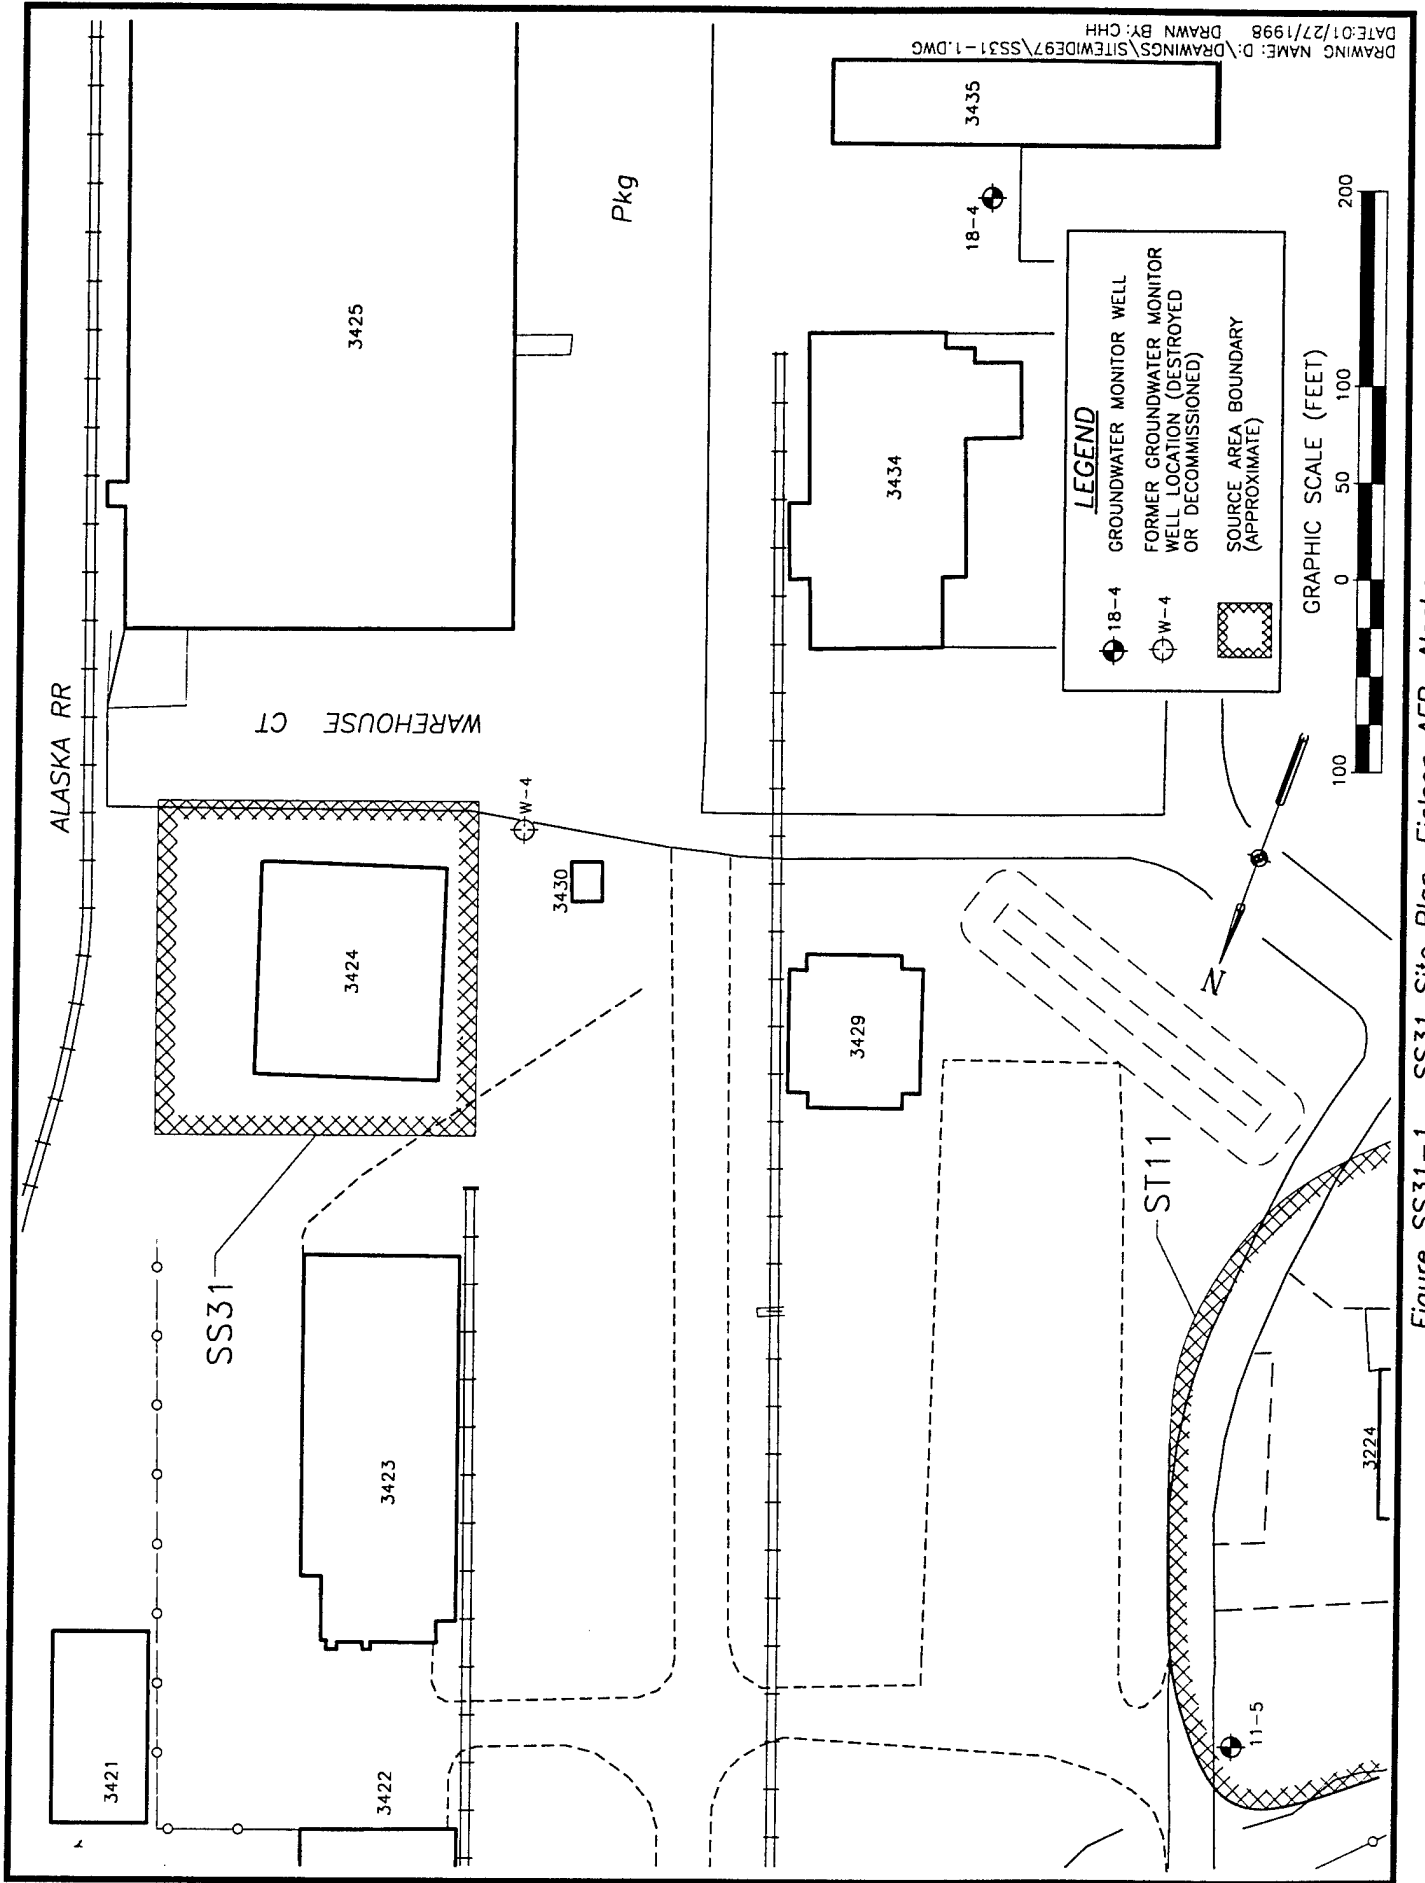 DRAWING NAME: D:\DRAWINGS\SITEWIDE97\SS31-1.DWG
DATE:01/27/1998 DRAWN BY: CHH
ALASKA RR
3421
3422
3423
SS31
3424
WAREHOUSE CT
3425
Pkg
W-4
3430
3429
3434
3435
18-4
ST11
11-5
3224
N
LEGEND
18-4 GROUNDWATER MONITOR WELL
W-4 FORMER GROUNDWATER MONITOR
WELL LOCATION (DESTROYED
OR DECOMMISSIONED)
SOURCE AREA BOUNDARY
(APPROXIMATE)
GRAPHIC SCALE (FEET)
100 0 50 100 200
Figure SS31-1. SS31 Site Plan, Eielson AFB, Alaska